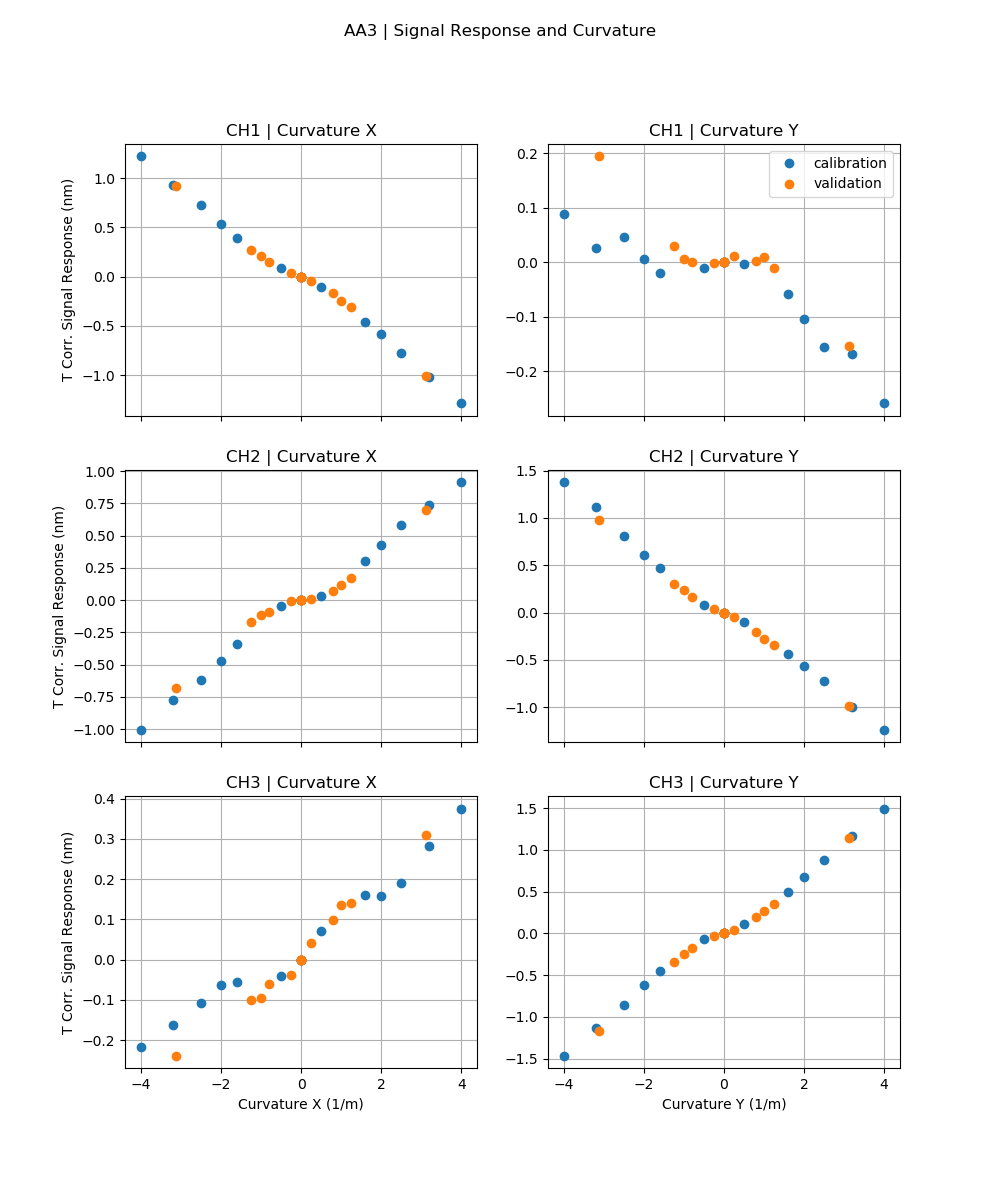 AA3 | Signal Response and Curvature
CH1 | Curvature X
T Corr. Signal Response (nm)
1.0
0.5
0.0
−0.5
−1.0
CH1 | Curvature Y
0.2
0.1
0.0
−0.1
−0.2
calibration
validation
CH2 | Curvature X
T Corr. Signal Response (nm)
1.00
0.75
0.50
0.25
0.00
−0.25
−0.50
−0.75
−1.00
CH2 | Curvature Y
1.5
1.0
0.5
0.0
−0.5
−1.0
CH3 | Curvature X
T Corr. Signal Response (nm)
0.4
0.3
0.2
0.1
0.0
−0.1
−0.2
−4 −2 0 2 4
Curvature X (1/m)
CH3 | Curvature Y
1.5
1.0
0.5
0.0
−0.5
−1.0
−1.5
−4 −2 0 2 4
Curvature Y (1/m)